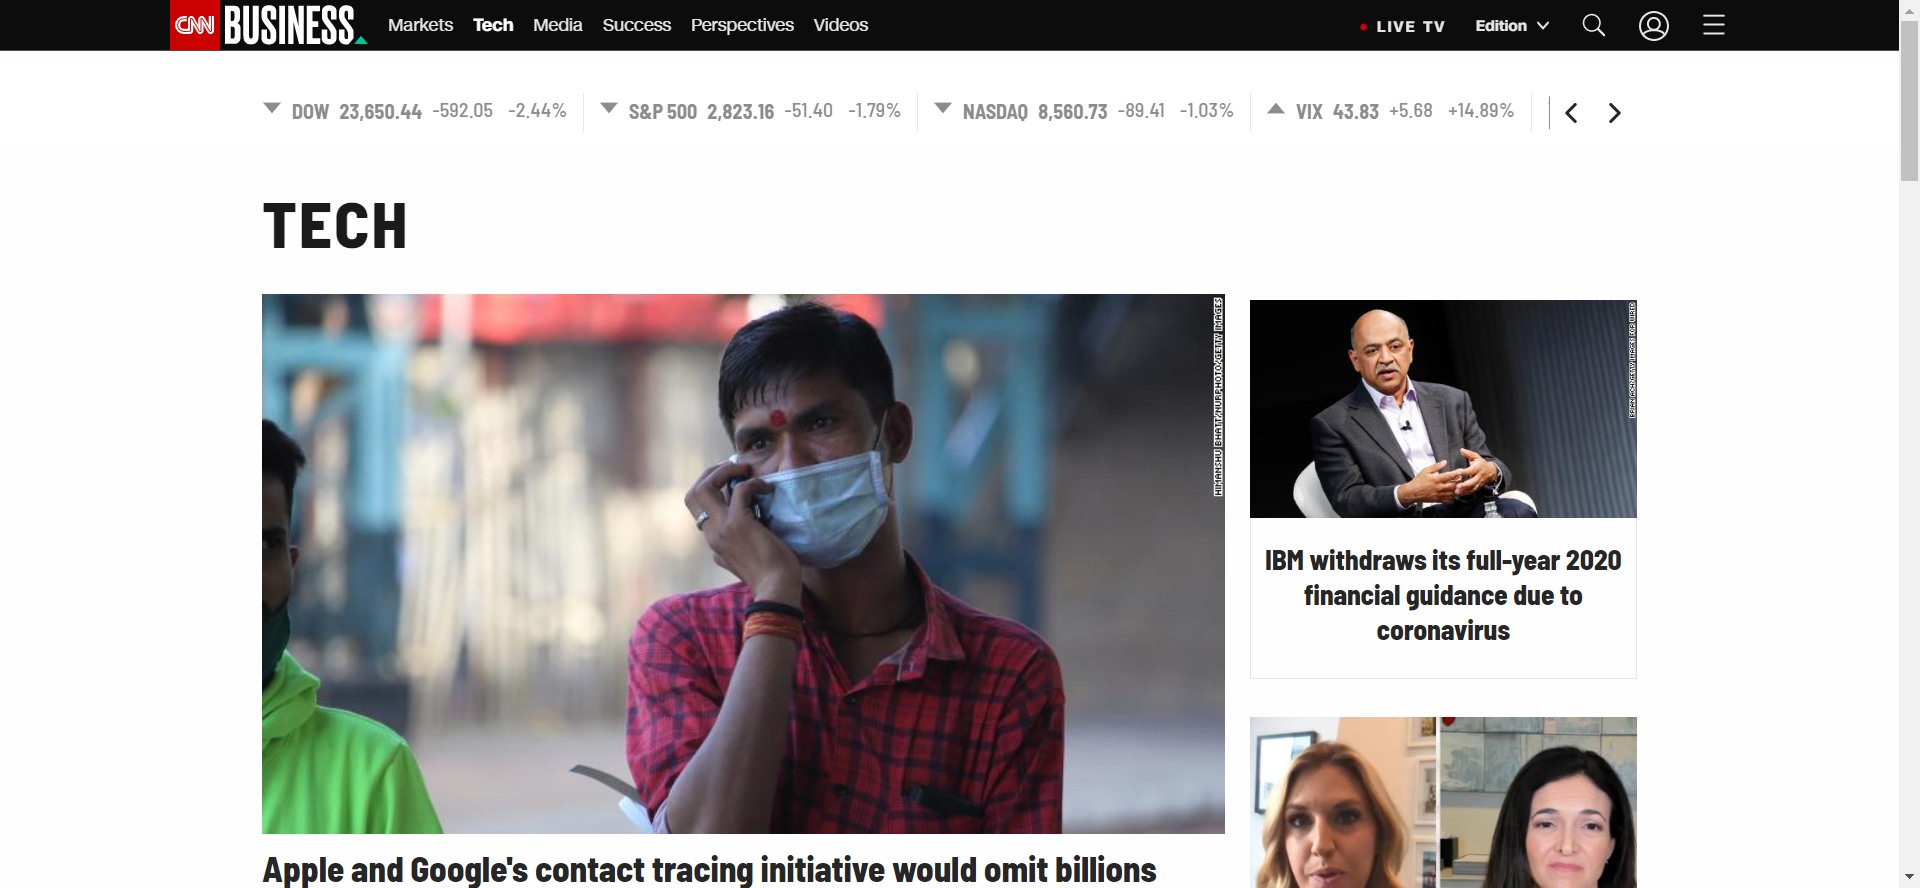 CNN BUSINESS Markets Tech Media Success Perspectives Videos LIVE TV Edition
DOW 23,650.44 -592.05 -2.44% S&P 500 2,823.16 -51.40 -1.79% NASDAQ 8,560.73 -89.41 -1.03% VIX 43.83 +5.68 +14.89%
TECH
HIMANSHU BHATT/NURPHOTO/GETTY IMAGES
IBM withdraws its full-year 2020
financial guidance due to
coronavirus
Apple and Google's contact tracing initiative would omit billions